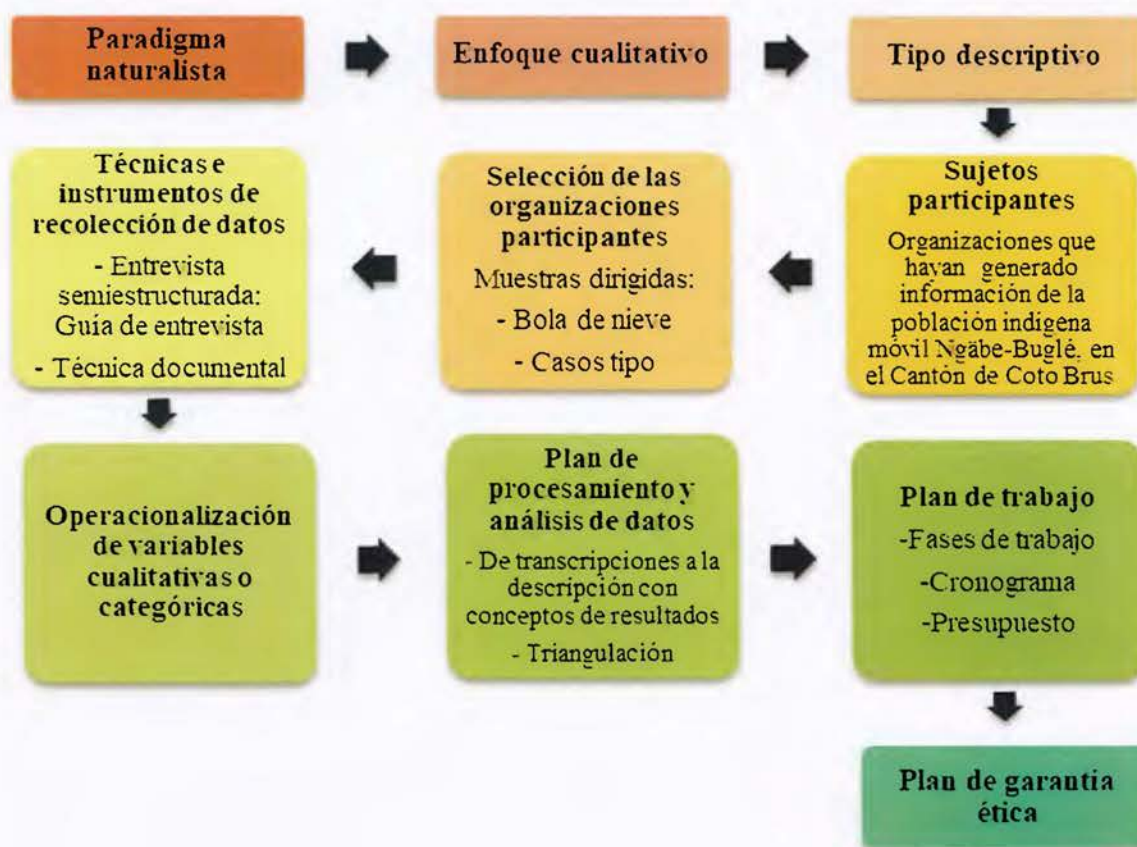 Paradigma
naturalista
Enfoque cualitativo
Tipo descriptivo
Sujetos
participantes
Organizaciones que
hayan generado
información de la
población indígena
móvil Ngäbe-Buglé, en
el Cantón de Coto Brus
Selección de las
organizaciones
participantes
Muestras dirigidas:
- Bola de nieve
- Casos tipo
Técnicas e
instrumentos de
recolección de datos
- Entrevista
semiestructurada:
Guía de entrevista
- Técnica documental
Operacionalización
de variables
cualitativas o
categóricas
Plan de
procesamiento y
análisis de datos
- De transcripciones a la
descripción con
conceptos de resultados
- Triangulación
Plan de trabajo
-Fases de trabajo
-Cronograma
-Presupuesto
Plan de garantía
ética